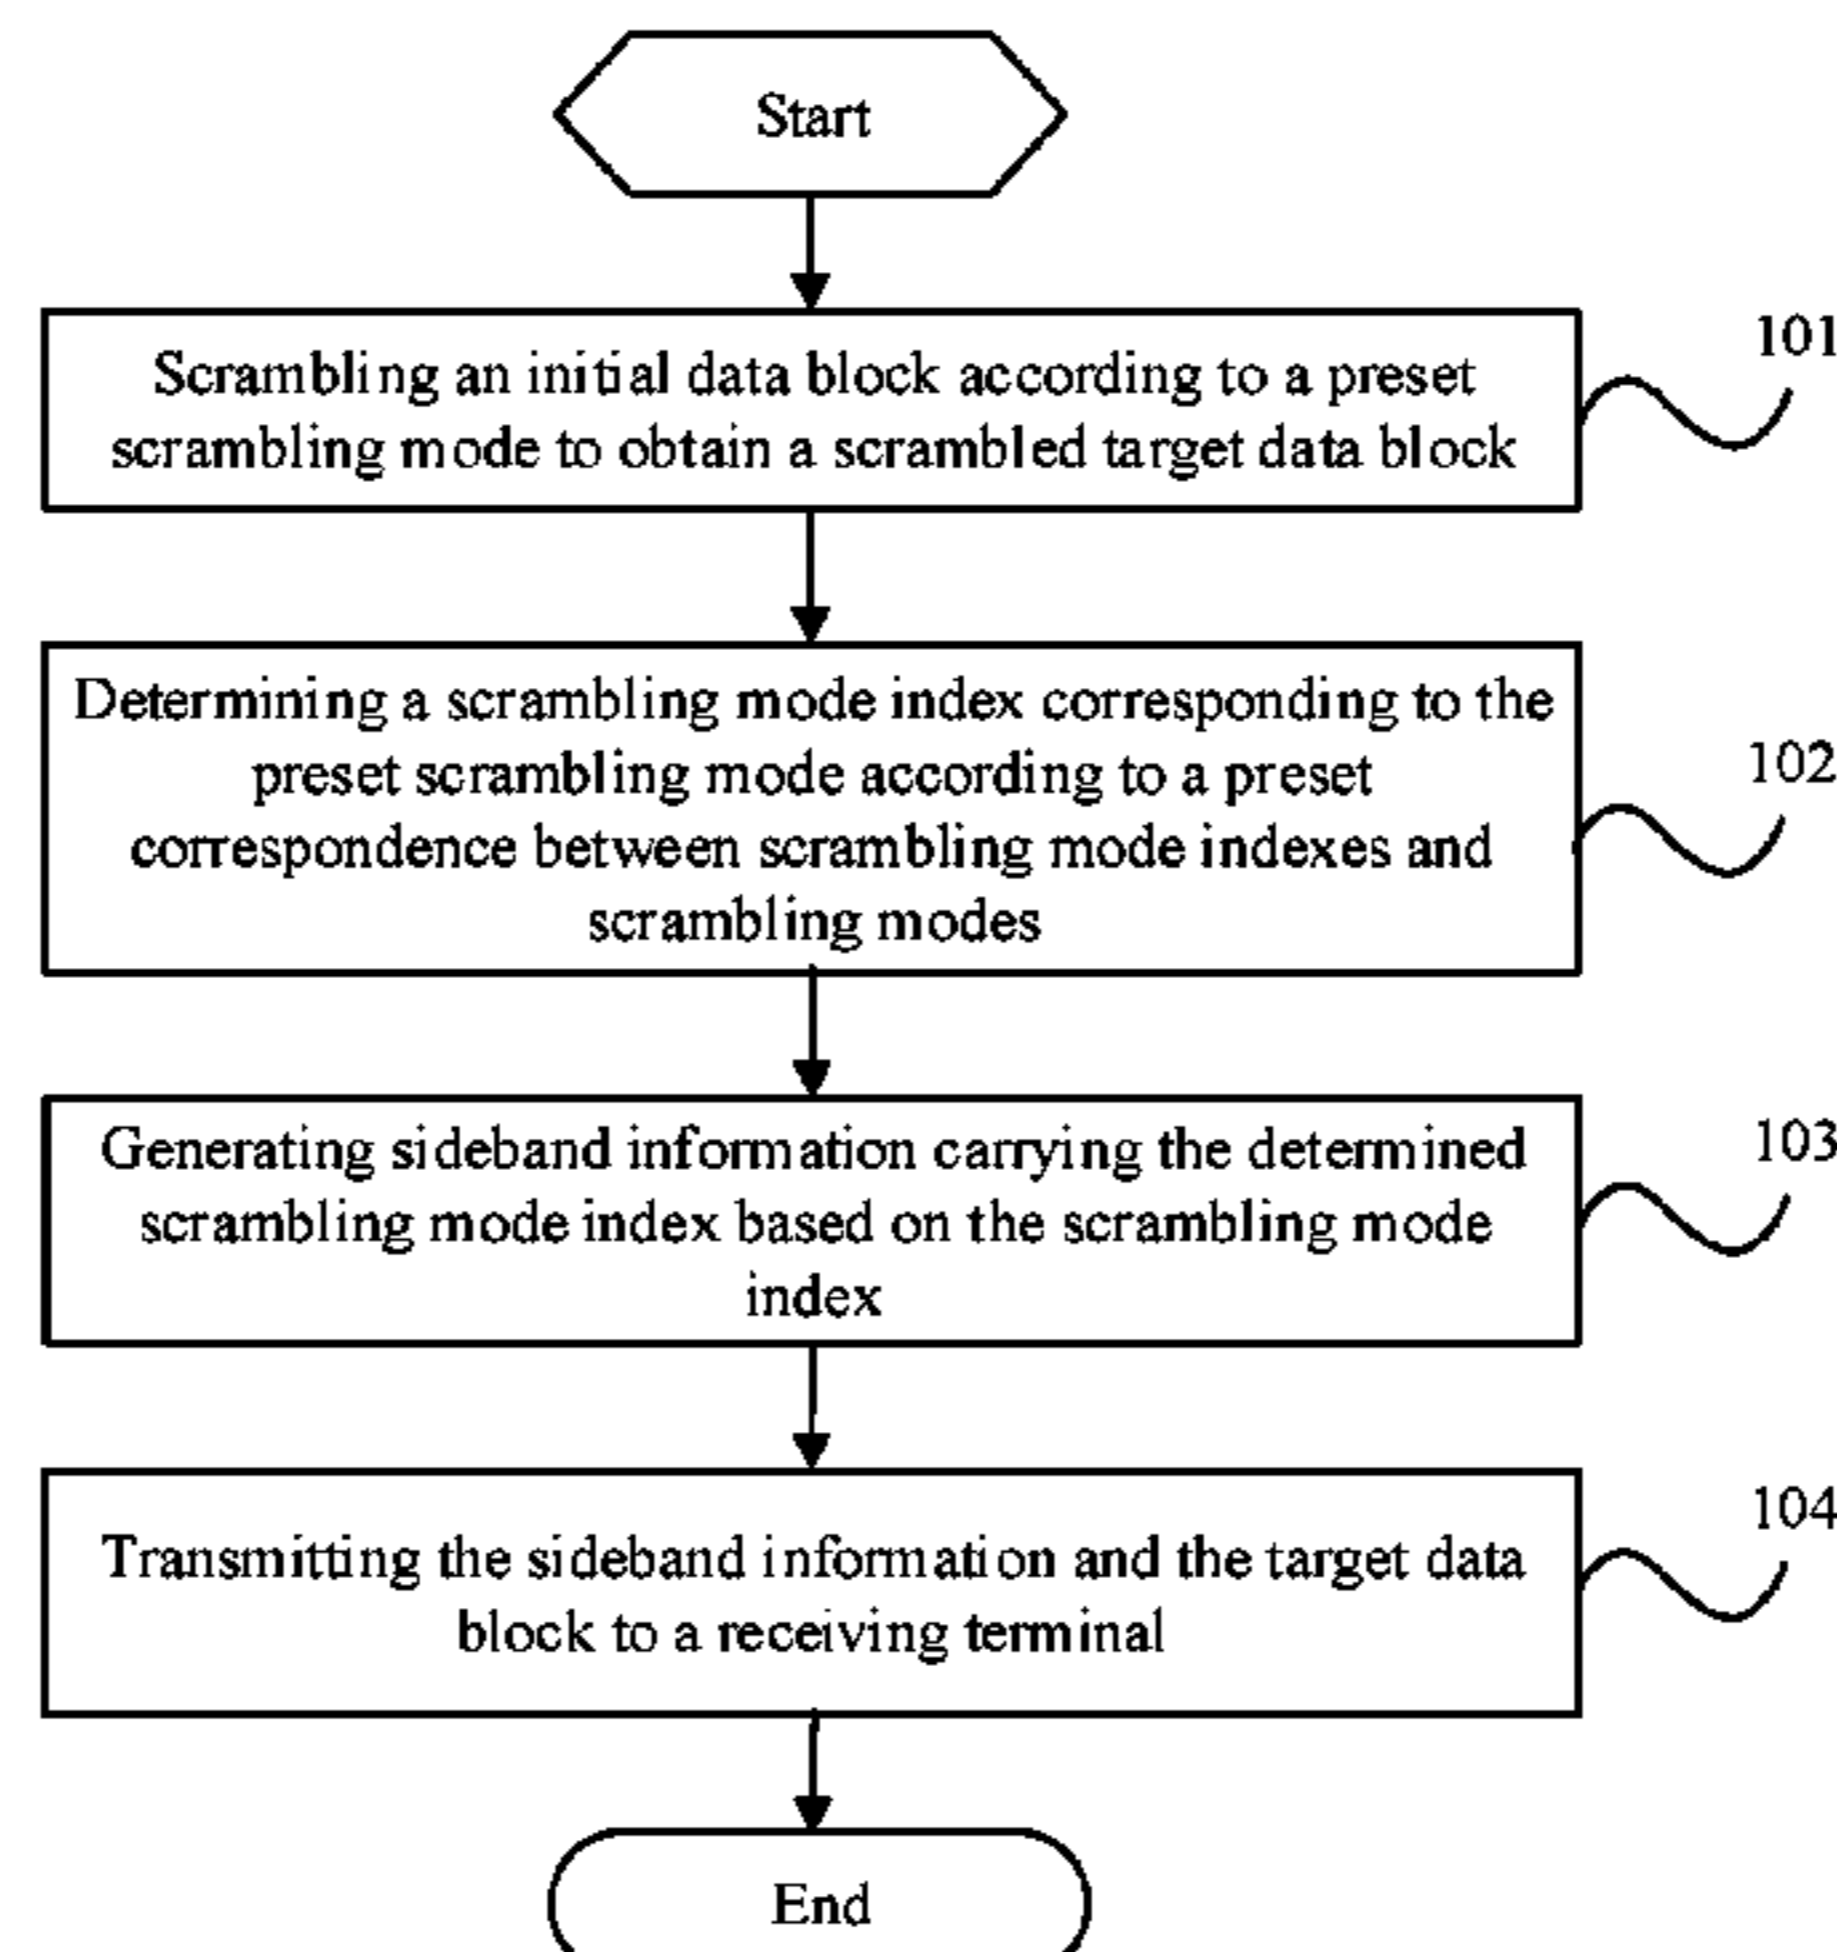 Start
101
Scrambling an initial data block according to a preset
scrambling mode to obtain a scrambled target data block
Determining a scrambling mode index corresponding to the
102
preset scrambling mode according to a preset
correspondence between scrambling mode indexes and
scrambling modes
103
Generating sideband information carrying the determined
scrambling mode index based on the scrambling mode
index
104
Transmitting the sideband information and the target data
block to a receiving terminal
End